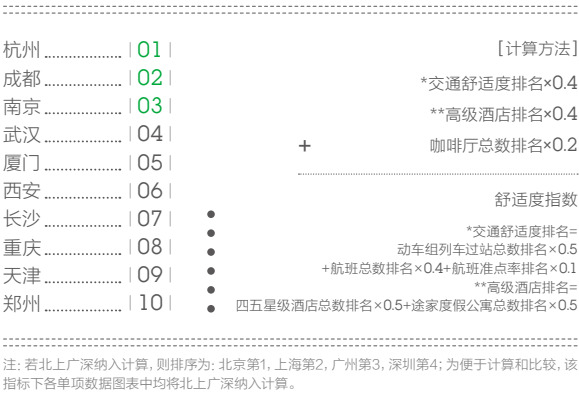 杭州 01
成都 02
南京 03
武汉 04
厦门 05
西安 06
长沙 07
重庆 08
天津 09
郑州 10
[计算方法]
*交通舒适度排名×0.4
**高级酒店排名×0.4
+ 咖啡厅总数排名×0.2
舒适度指数
*交通舒适度排名=
动车组列车过站总数排名×0.5
+航班总数排名×0.4+航班准点率排名×0.1
**高级酒店排名=
四五星级酒店总数排名×0.5+途家度假公寓总数排名×0.5
注: 若北上广深纳入计算, 则排序为: 北京第1, 上海第2, 广州第3, 深圳第4; 为便于计算和比较, 该
指标下各单项数据图表中均将北上广深纳入计算。